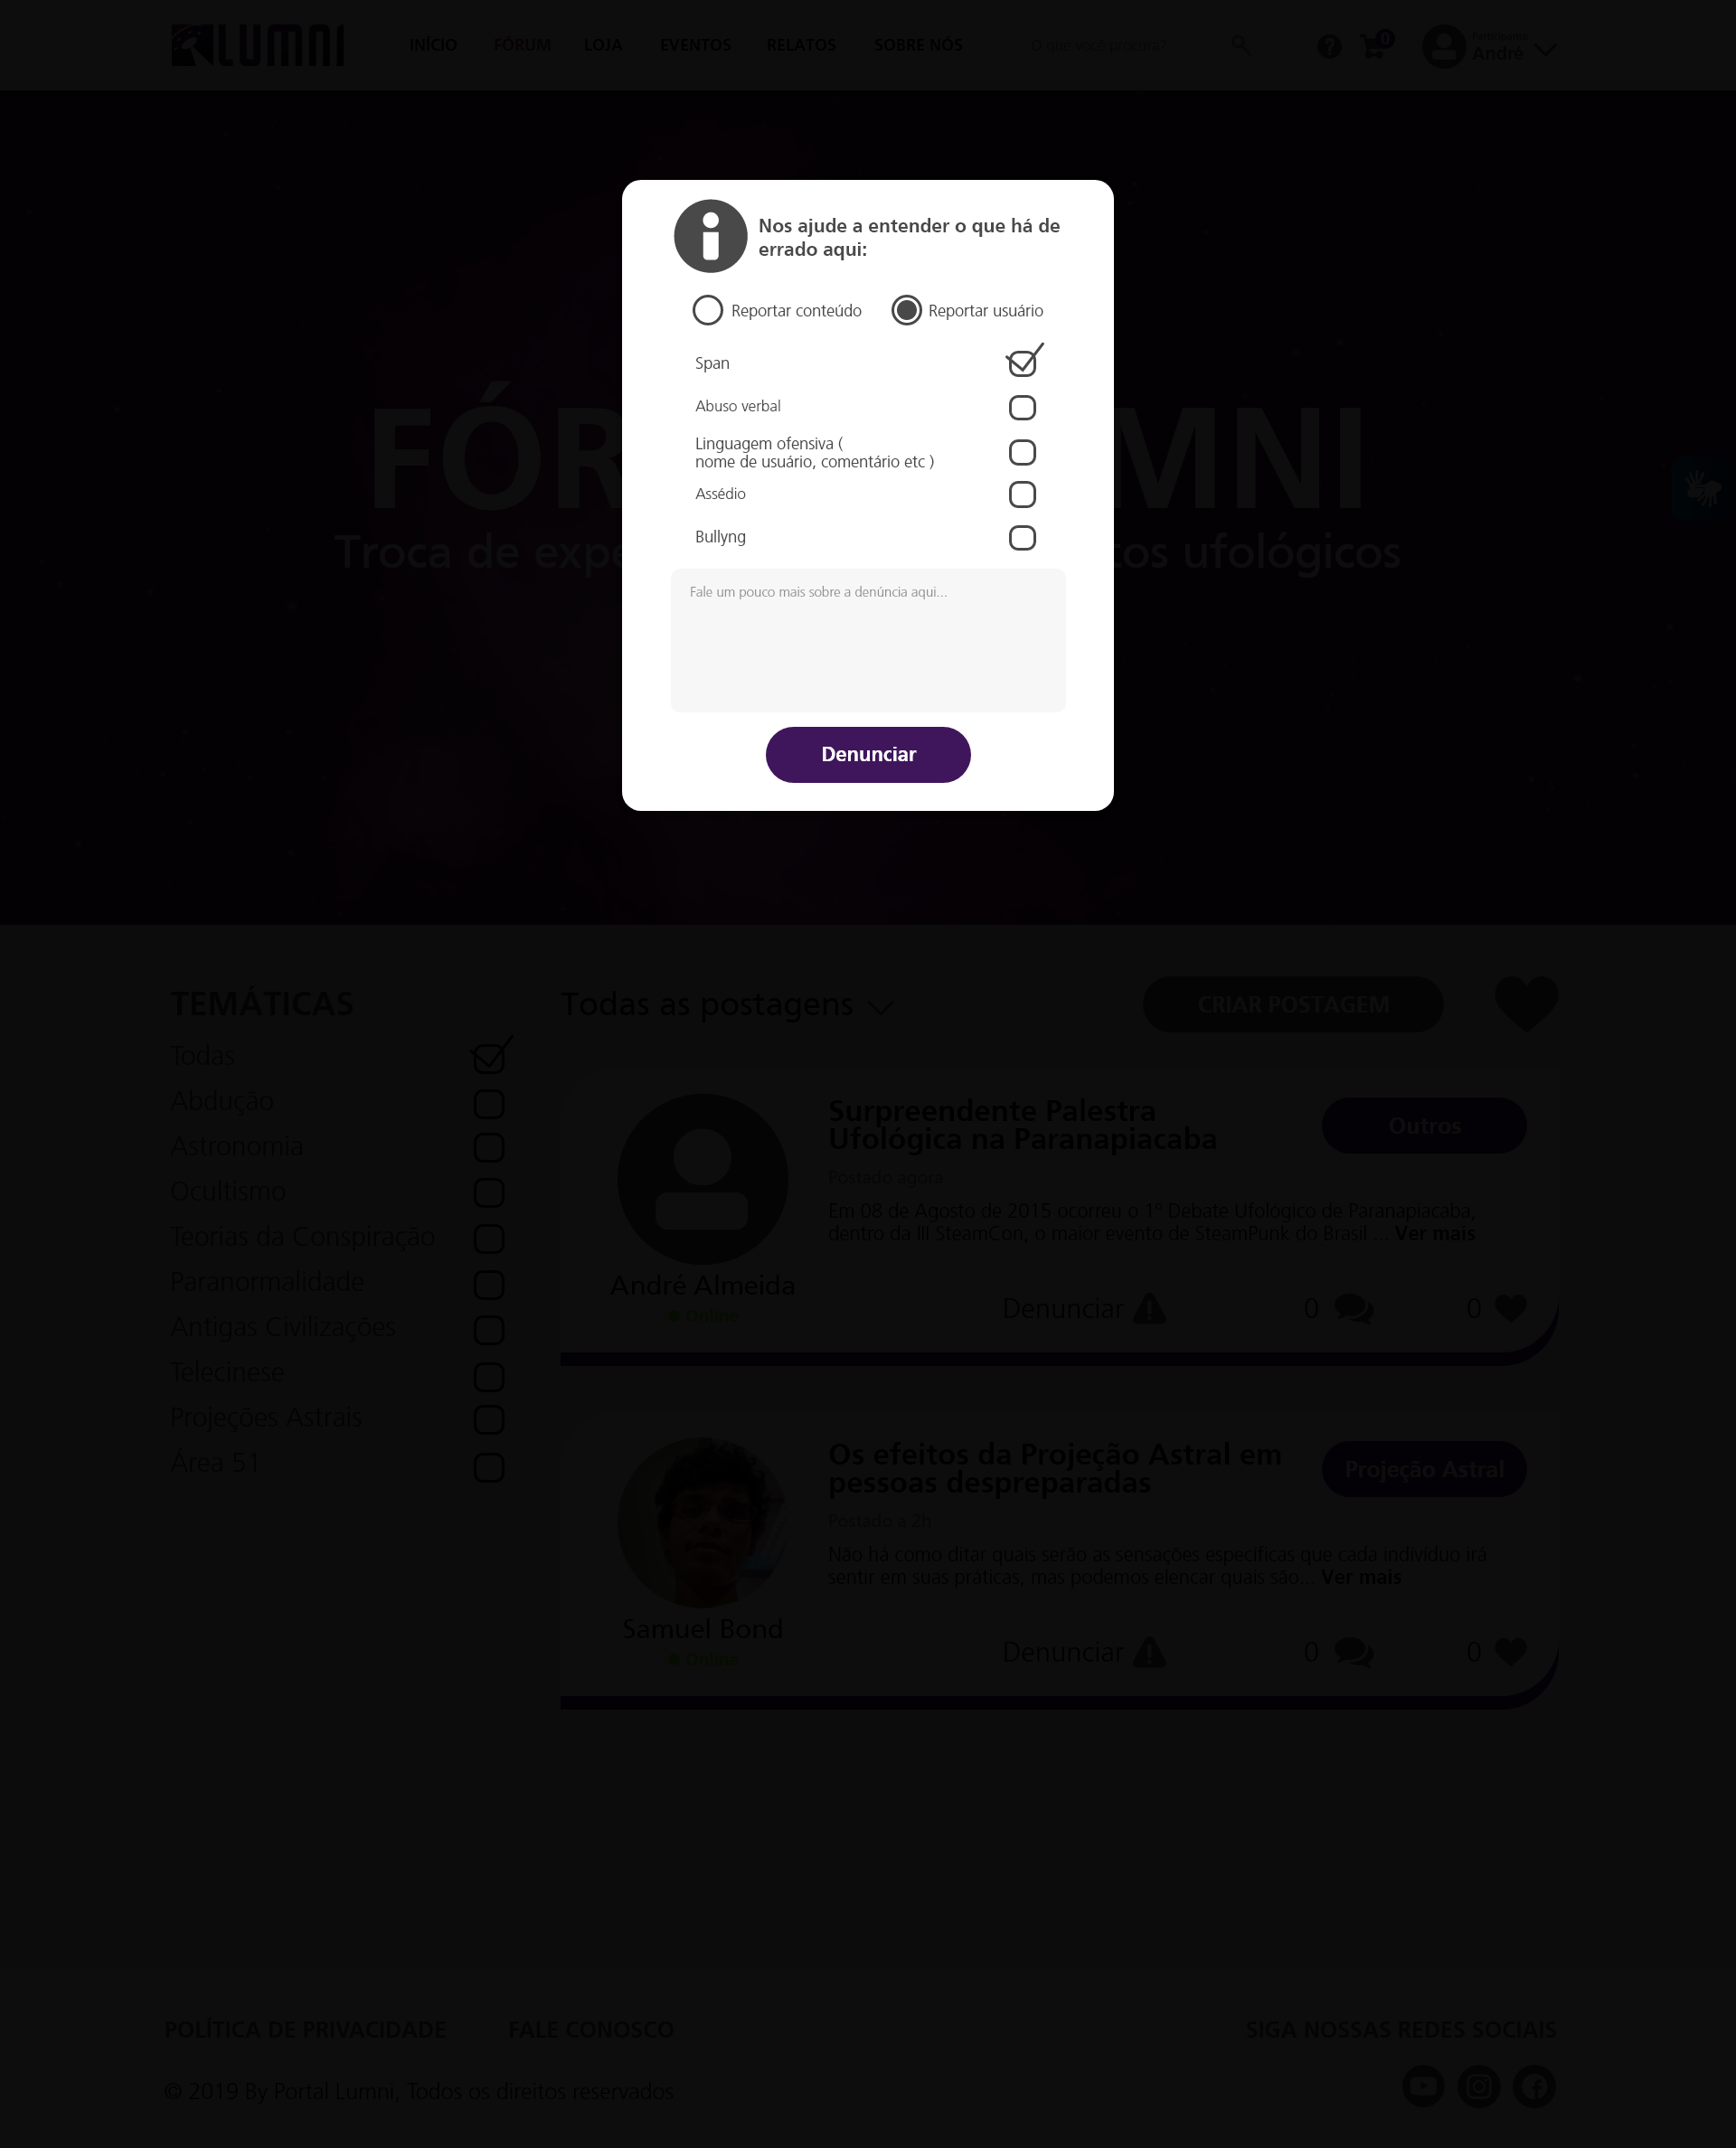 LUMNI
INÍCIO FÓRUM LOJA EVENTOS RELATOS SOBRE NÓS O que você procura? 0
Participante
André
Nos ajude a entender o que há de
errado aqui:
Reportar conteúdo Reportar usuário
Span
Abuso verbal
Linguagem ofensiva (
nome de usuário, comentário etc )
Assédio
Bullyng
Fale um pouco mais sobre a denúncia aqui...
Denunciar
FÓR MNI
Troca de expe tos ufológicos
TEMÁTICAS
Todas
Abdução
Astronomia
Ocultismo
Teorias da Conspiração
Paranormalidade
Antigas Civilizações
Telecinese
Projeções Astrais
Área 51
Todas as postagens CRIAR POSTAGEM
Surpreendente Palestra
Ufológica na Paranapiacaba
Outros
Postado agora
Em 08 de Agosto de 2015 ocorreu o 1º Debate Ufológico de Paranapiacaba,
dentro da III SteamCon, o maior evento de SteamPunk do Brasil ... Ver mais
André Almeida
Online
Denunciar 0 0
Os efeitos da Projeção Astral em
pessoas despreparadas
Projeção Astral
Postado a 2h
Não há como ditar quais serão as sensações específicas que cada indivíduo irá
sentir em suas práticas, mas podemos elencar quais são... Ver mais
Samuel Bond
Online
Denunciar 0 0
POLÍTICA DE PRIVACIDADE FALE CONOSCO SIGA NOSSAS REDES SOCIAIS
© 2019 By Portal Lumni, Todos os direitos reservados